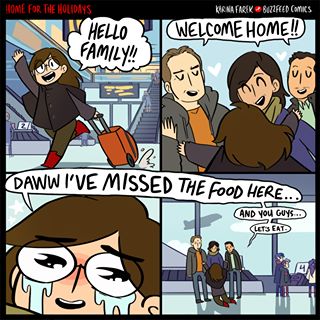 HOME FOR THE HOLIDAYS
KARINA FAREK BUZZFEED COMICS
HELLO
FAMILY!!
WELCOME HOME!!
DAWW I'VE MISSED THE FOOD HERE...
AND YOU GUYS...
LET'S EAT.
4